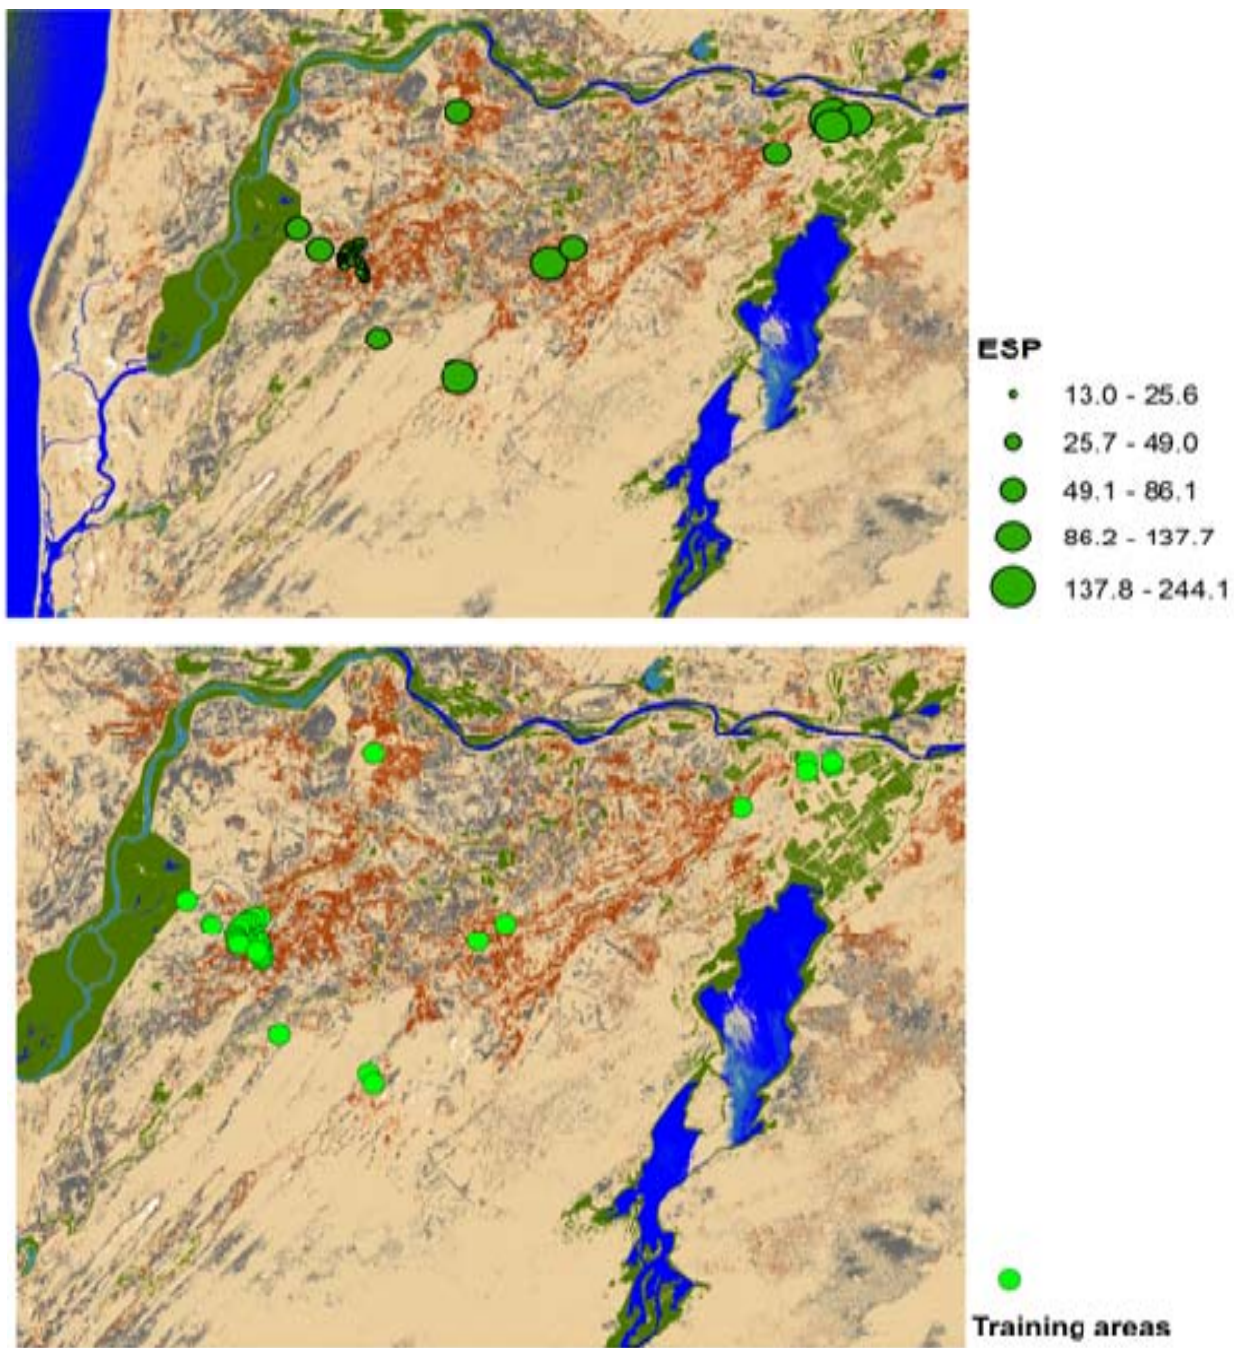 ESP
13.0 - 25.6
25.7 - 49.0
49.1 - 86.1
86.2 - 137.7
137.8 - 244.1
Training areas